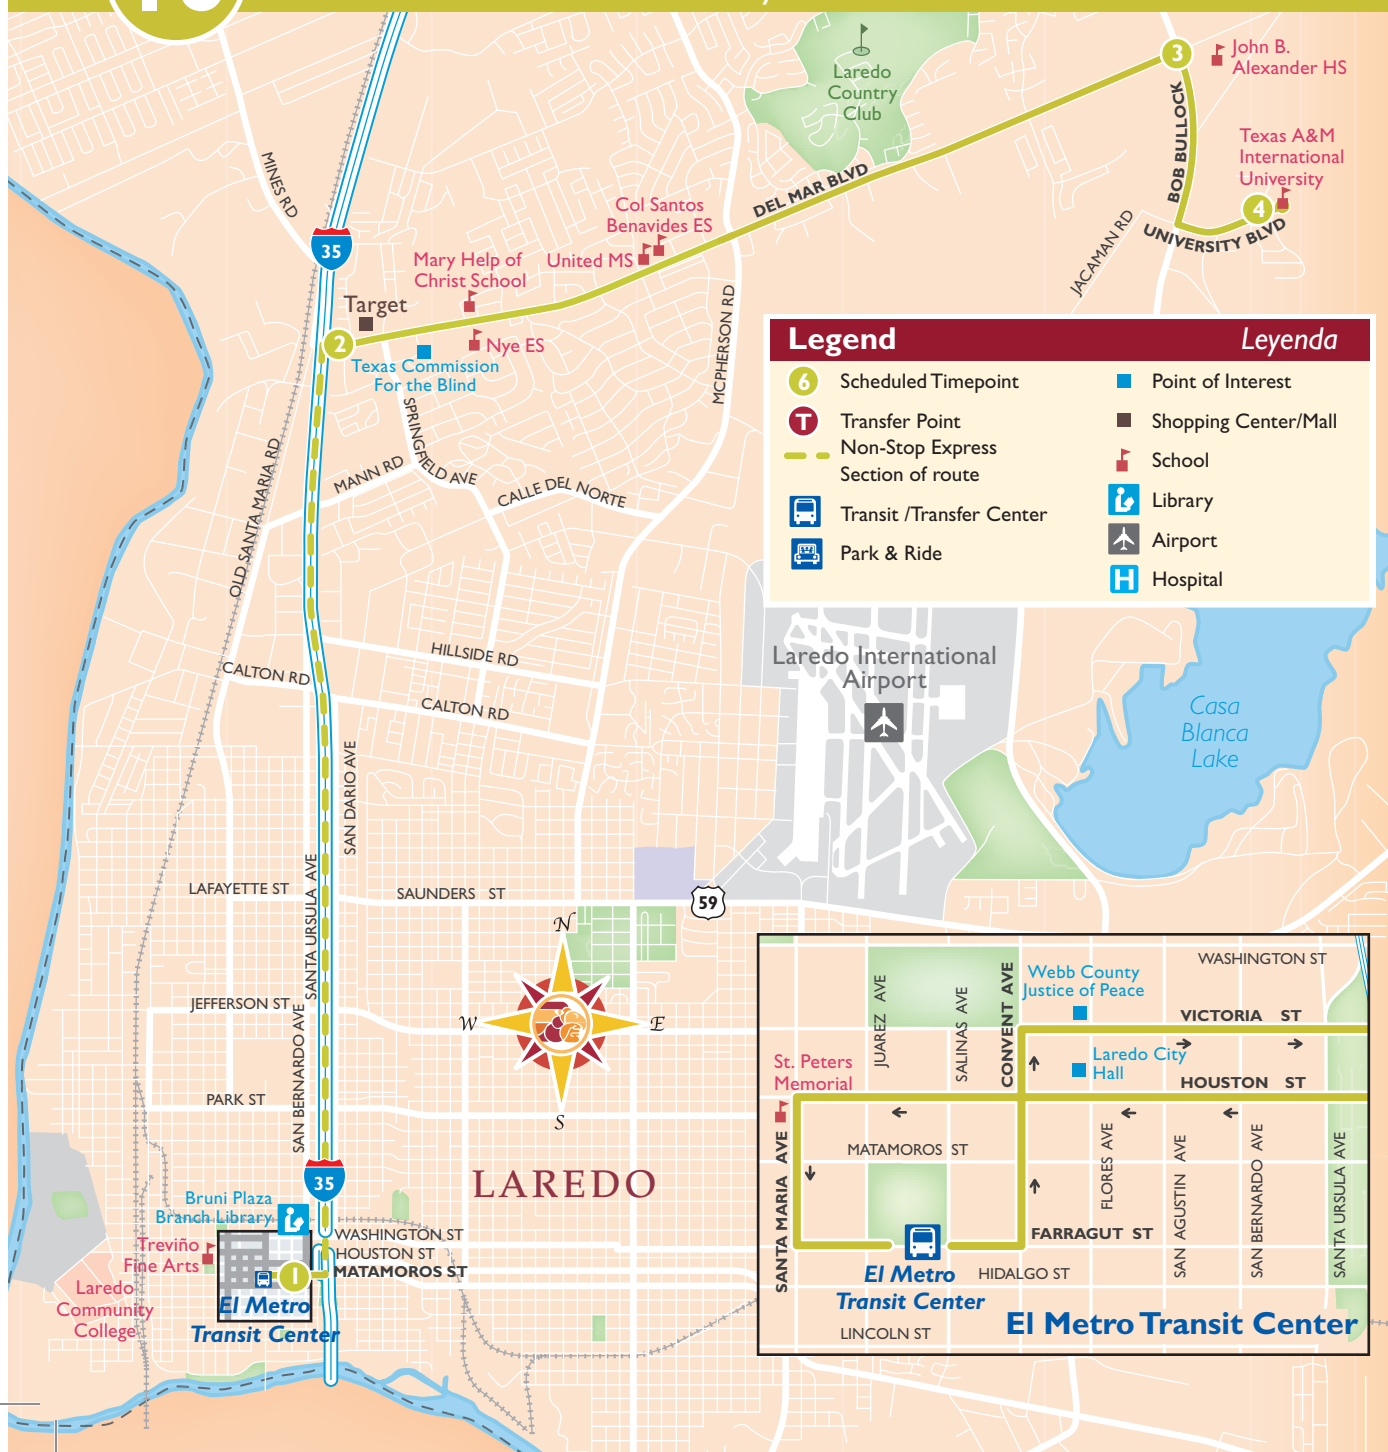 3
John B.
Alexander HS
Laredo
Country
Club
BOB BULLOCK
Texas A&M
International
University
4
UNIVERSITY BLVD
JACAMAN RD
MINES RD
DEL MAR BLVD
Col Santos
Benavides ES
United MS
35
Mary Help of
Christ School
Target
2
Nye ES
Texas Commission
For the Blind
MCPHERSON RD
SPRINGFIELD AVE
MANN RD
CALLE DEL NORTE
OLD SANTA MARIA RD
Legend
Leyenda
6
Scheduled Timepoint
T
Transfer Point
Non-Stop Express
Section of route
Transit /Transfer Center
Park & Ride
Point of Interest
Shopping Center/Mall
School
Library
Airport
H
Hospital
HILLSIDE RD
CALTON RD
CALTON RD
Laredo International
Airport
Casa
Blanca
Lake
SAN DARIO AVE
SANTA URSULA AVE
LAFAYETTE ST
SAUNDERS ST
59
N
W
E
S
JEFFERSON ST
SAN BERNARDO AVE
PARK ST
LAREDO
35
Bruni Plaza
Branch Library
WASHINGTON ST
HOUSTON ST
MATAMOROS ST
Treviño
Fine Arts
1
Laredo
Community
College
El Metro
Transit Center
WASHINGTON ST
Webb County
Justice of Peace
JUAREZ AVE
SALINAS AVE
CONVENT AVE
VICTORIA ST
Laredo City
Hall
HOUSTON ST
St. Peters
Memorial
SANTA MARIA AVE
MATAMOROS ST
FLORES AVE
SAN AGUSTIN AVE
SAN BERNARDO AVE
SANTA URSULA AVE
FARRAGUT ST
El Metro
Transit Center
HIDALGO ST
LINCOLN ST
El Metro Transit Center